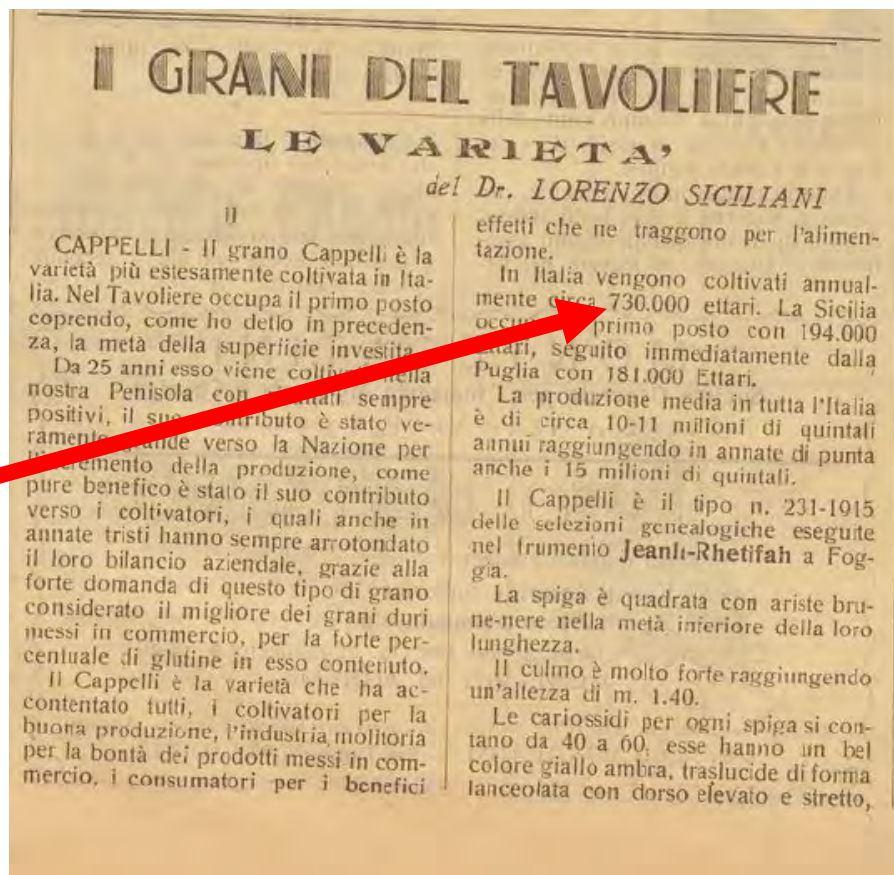 I GRANI DEL TAVOLIERE
LE VARIETA'
del Dr. LORENZO SICILIANI
II
CAPPELLI - Il grano Cappelli è la
varietà più estesamente coltivata in Ita-
lia. Nel Tavoliere occupa il primo posto
coprendo, come ho detto in preceden-
za, la metà della superficie investita
Da 25 anni esso viene nella
nostra Penisola con sempre
positivi, il suo è stato ve-
ramente verso la Nazione per
della produzione, come
pure benefico è stato il suo contributo
verso i coltivatori, i quali anche in
annate tristi hanno sempre arrotondato
il loro bilancio aziendale, grazie alla
forte domanda di questo tipo di grano
considerato il migliore dei grani duri
messi in commercio, per la forte per-
centuale di glutine in esso contenuto.
Il Cappelli è la varietà che ha ac-
contentato tutti, i coltivatori per la
buona produzione, l'industria molitoria
per la bontà dei prodotti messi in com-
mercio, i consumatori per i benefici
effetti che ne traggono per l'alimen-
tazione.
In Italia vengono coltivati annual-
mente circa 730.000 ettari. La Sicilia
primo posto con 194.000
seguito immediatamente dalla
Puglia con 181.000 Ettari.
La produzione media in tutta l'Italia
è di circa 10-11 milioni di quintali
annui raggiungendo in annate di punta
anche i 15 milioni di quintali.
Il Cappelli è il tipo n. 231-1915
delle selezioni genealogiche eseguite
nel frumento Jeanh-Rhetifah a Fog-
gia.
La spiga è quadrata con ariste bru-
ne-nere nella metà inferiore della loro
lunghezza.
Il culmo è molto forte raggiungendo
un'altezza di m. 1.40.
Le cariossidi per ogni spiga si con-
tano da 40 a 60, esse hanno un bel
colore giallo ambra, traslucide di forma
lanceolata con dorso elevato e stretto,